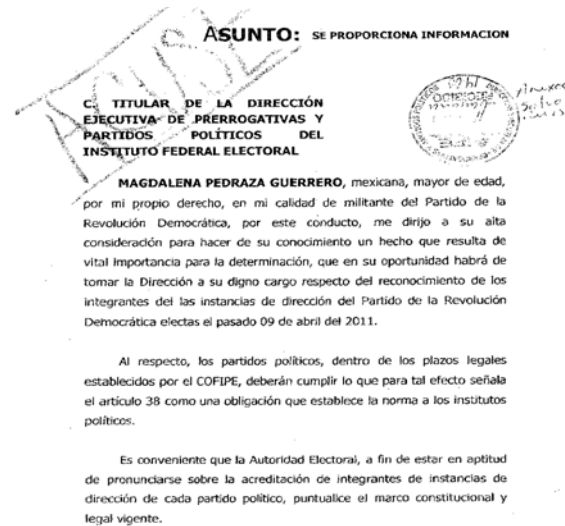 ACUSE
ASUNTO: SE PROPORCIONA INFORMACION
C. TITULAR DE LA DIRECCIÓN
EJECUTIVA DE PRERROGATIVAS Y
PARTIDOS POLÍTICOS DEL
INSTITUTO FEDERAL ELECTORAL
MAGDALENA PEDRAZA GUERRERO, mexicana, mayor de edad,
por mi propio derecho, en mi calidad de militante del Partido de la
Revolución Democrática, por este conducto, me dirijo a su alta
consideración para hacer de su conocimiento un hecho que resulta de
vital importancia para la determinación, que en su oportunidad habrá de
tomar la Dirección a su digno cargo respecto del reconocimiento de los
integrantes del las instancias de dirección del Partido de la Revolución
Democrática electas el pasado 09 de abril del 2011.
Al respecto, los partidos políticos, dentro de los plazos legales
establecidos por el COFIPE, deberán cumplir lo que para tal efecto señala
el artículo 38 como una obligación que establece la norma a los institutos
políticos.
Es conveniente que la Autoridad Electoral, a fin de estar en aptitud
de pronunciarse sobre la acreditación de integrantes de instancias de
dirección de cada partido político, puntualice el marco constitucional y
legal vigente.